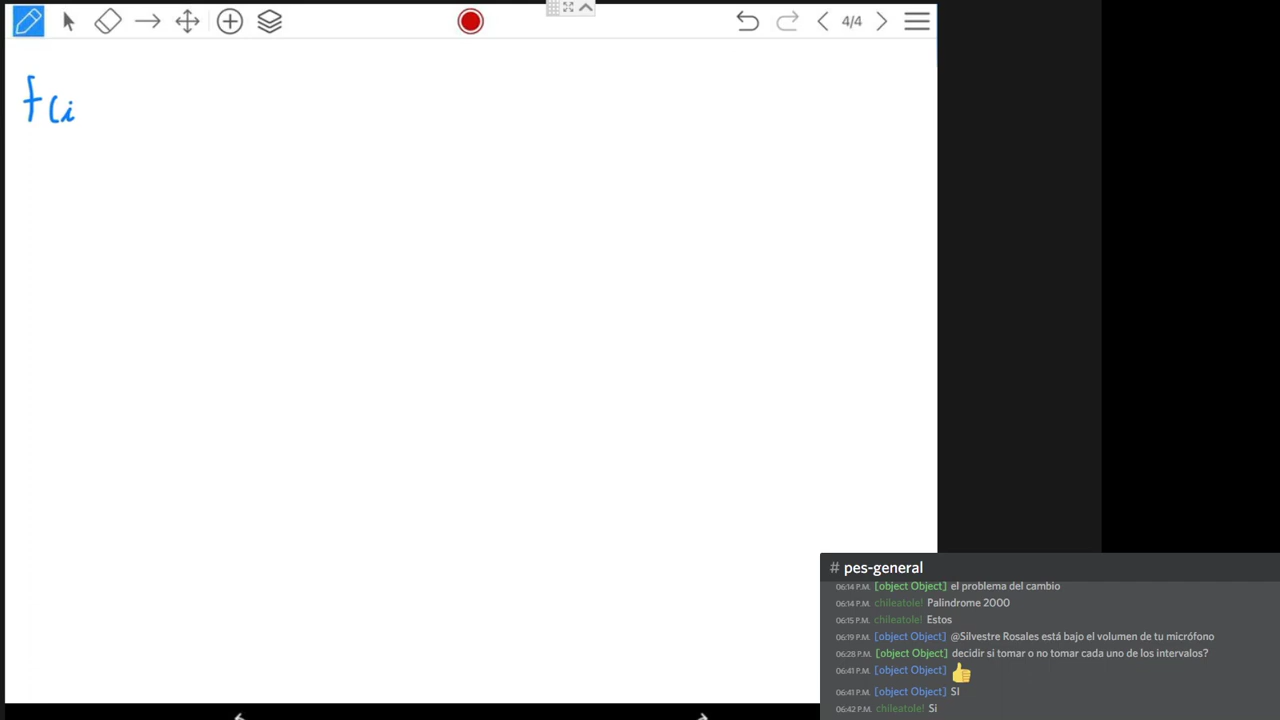 4/4
f(i
# pes-general
06:14 P.M. [object Object] el problema del cambio
06:14 P.M. chileatole! Palindrome 2000
06:15 P.M. chileatole! Estos
06:19 P.M. [object Object] @Silvestre Rosales está bajo el volumen de tu micrófono
06:28 P.M. [object Object] decidir si tomar o no tomar cada uno de los intervalos?
06:41 P.M. [object Object] 👍
06:41 P.M. [object Object] SI
06:42 P.M. chileatole! Si